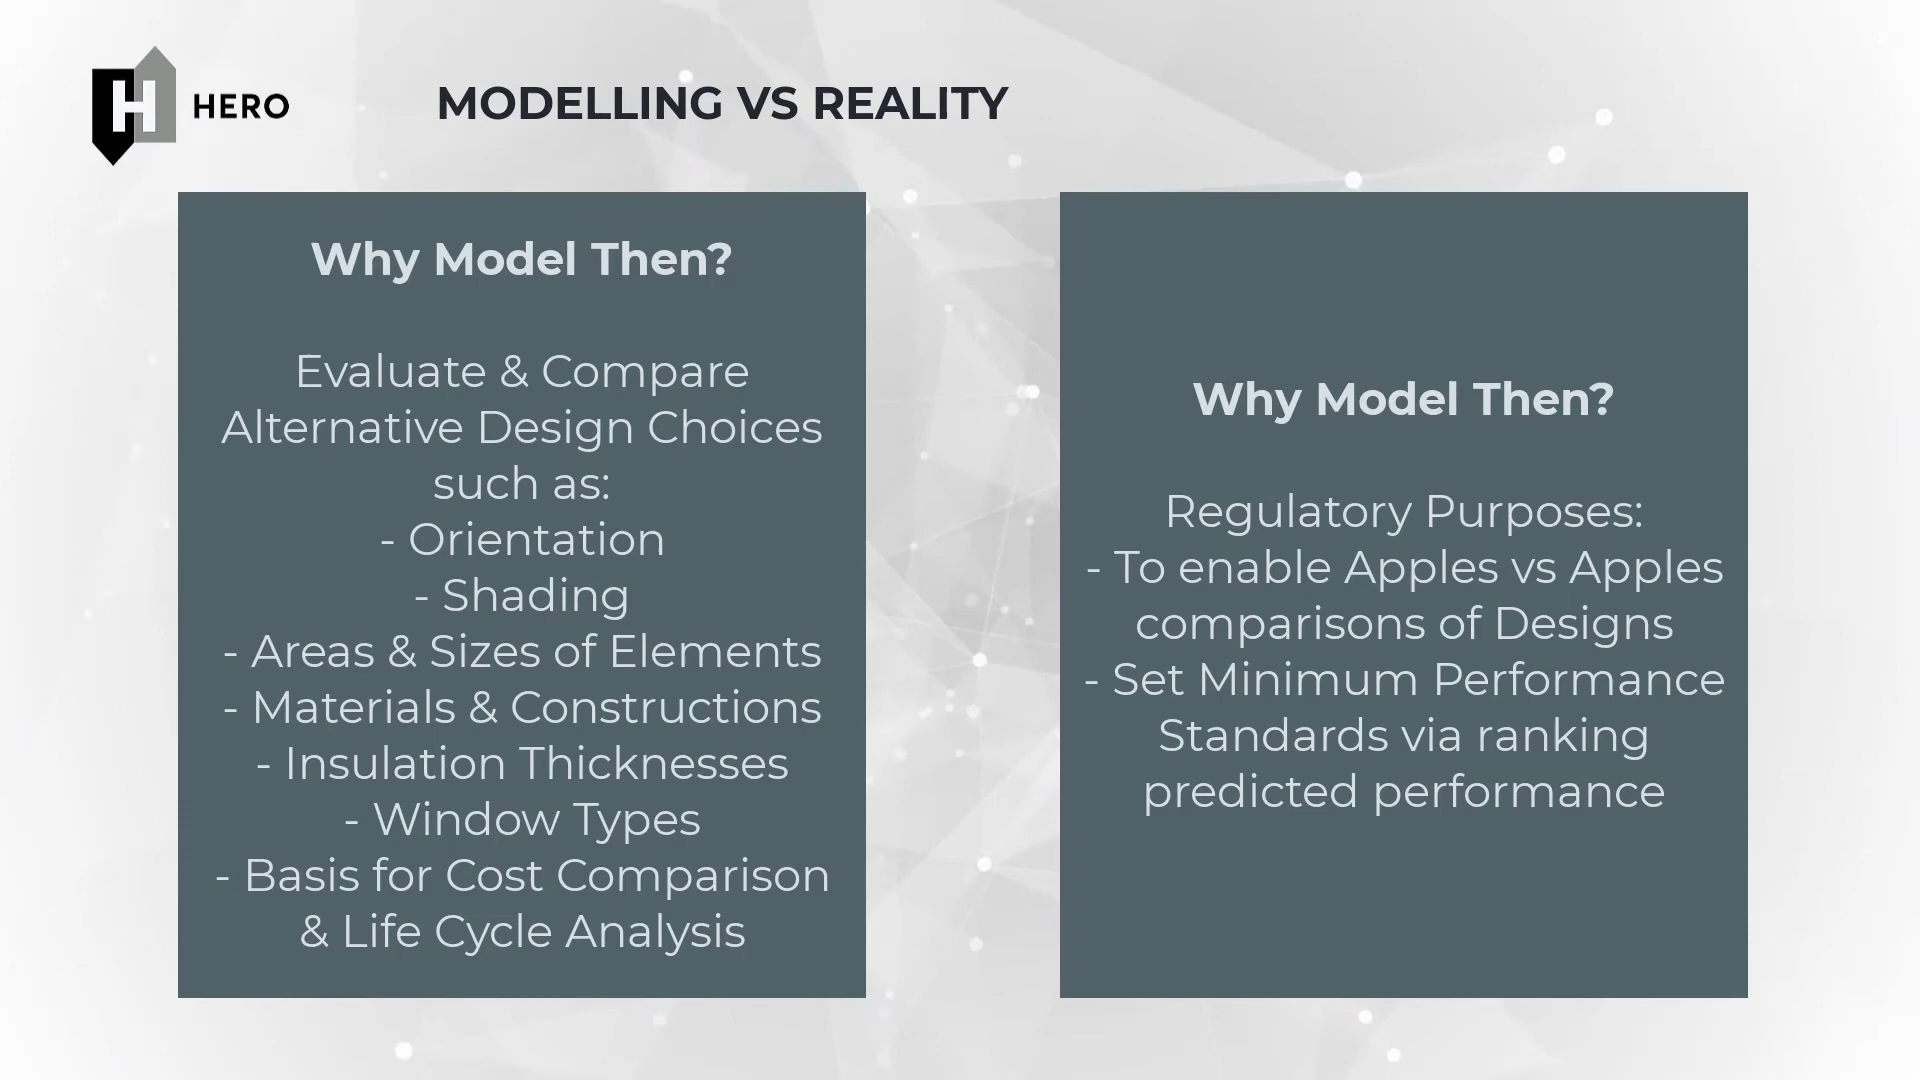 H HERO
MODELLING VS REALITY
Why Model Then?
Evaluate & Compare
Alternative Design Choices
such as:
- Orientation
- Shading
- Areas & Sizes of Elements
- Materials & Constructions
- Insulation Thicknesses
- Window Types
- Basis for Cost Comparison
& Life Cycle Analysis
Why Model Then?
Regulatory Purposes:
- To enable Apples vs Apples
comparisons of Designs
- Set Minimum Performance
Standards via ranking
predicted performance